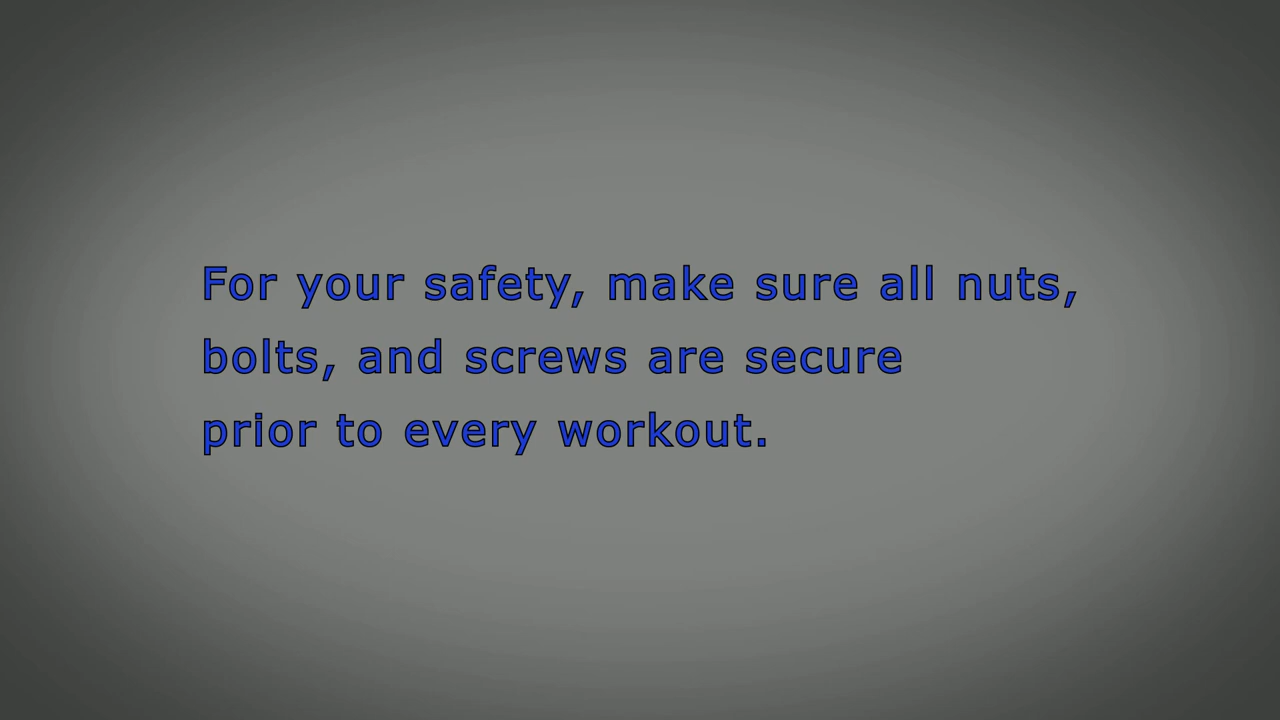 For your safety, make sure all nuts,
bolts, and screws are secure
prior to every workout.